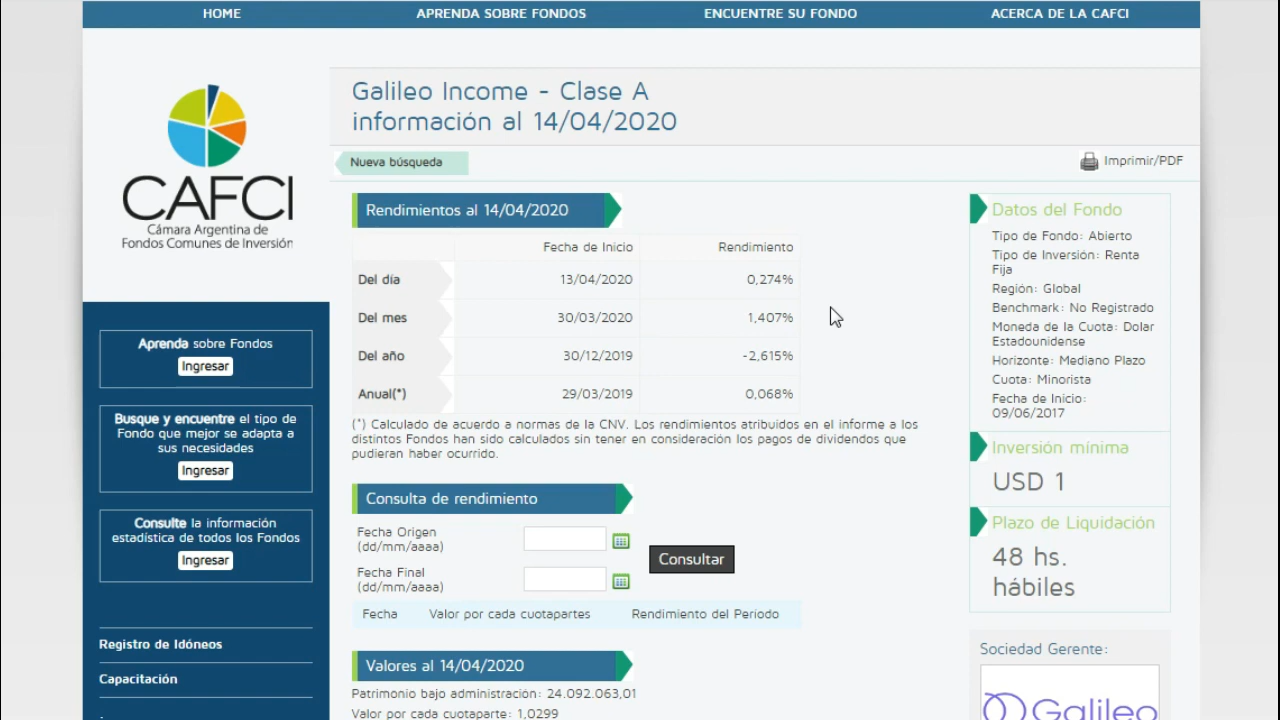 HOME
APRENDA SOBRE FONDOS
ENCUENTRE SU FONDO
ACERCA DE LA CAFCI
CAFCI
Cámara Argentina de
Fondos Comunes de Inversión
Aprenda sobre Fondos
Ingresar
Busque y encuentre el tipo de
Fondo que mejor se adapta a
sus necesidades
Ingresar
Consulte la información
estadística de todos los Fondos
Ingresar
Registro de Idóneos
Capacitación
Galileo Income - Clase A
información al 14/04/2020
Nueva búsqueda
Imprimir/PDF
Rendimientos al 14/04/2020
Fecha de Inicio Rendimiento
Del día 13/04/2020 0,274%
Del mes 30/03/2020 1,407%
Del año 30/12/2019 -2,615%
Anual(*) 29/03/2019 0,068%
(*) Calculado de acuerdo a normas de la CNV. Los rendimientos atribuidos en el informe a los
distintos Fondos han sido calculados sin tener en consideración los pagos de dividendos que
pudieran haber ocurrido.
Consulta de rendimiento
Fecha Origen
(dd/mm/aaaa)
Fecha Final
(dd/mm/aaaa)
Consultar
Fecha Valor por cada cuotapartes Rendimiento del Periodo
Valores al 14/04/2020
Patrimonio bajo administración: 24.092.063,01
Valor por cada cuotaparte: 1,0299
Datos del Fondo
Tipo de Fondo: Abierto
Tipo de Inversión: Renta
Fija
Región: Global
Benchmark: No Registrado
Moneda de la Cuota: Dolar
Estadounidense
Horizonte: Mediano Plazo
Cuota: Minorista
Fecha de Inicio:
09/06/2017
Inversión mínima
USD 1
Plazo de Liquidación
48 hs.
hábiles
Sociedad Gerente:
Galileo